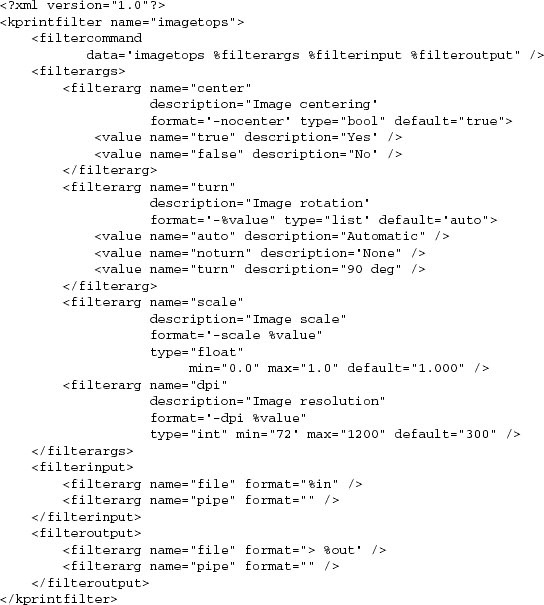 <?xml version="1.0"?>
<kprintfilter name="imagetops">
<filtercommand
data="imagetops %filterargs %filterinput %filteroutput" />
<filterargs>
<filterarg name="center"
description="Image centering"
format="-nocenter" type="bool" default="true">
<value name="true" description="Yes" />
<value name="false" description="No" />
</filterarg>
<filterarg name="turn"
description="Image rotation"
format="-%value" type="list" default="auto">
<value name="auto" description="Automatic" />
<value name="noturn" description="None" />
<value name="turn" description="90 deg" />
</filterarg>
<filterarg name="scale"
description="Image scale"
format="-scale %value"
type="float"
min="0.0" max="1.0" default="1.000" />
<filterarg name="dpi"
description="Image resolution"
format="-dpi %value"
type="int" min="72" max="1200" default="300" />
</filterargs>
<filterinput>
<filterarg name="file" format="%in" />
<filterarg name="pipe" format="" />
</filterinput>
<filteroutput>
<filterarg name="file" format="> %out" />
<filterarg name="pipe" format="" />
</filteroutput>
</kprintfilter>